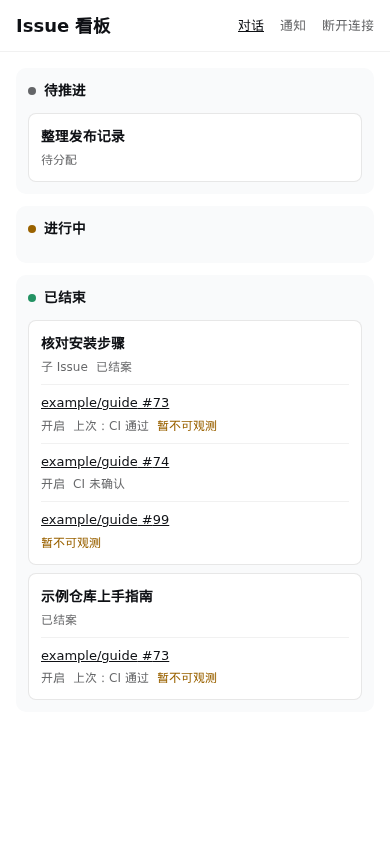 Issue 看板
对话 通知 断开连接
待推进
整理发布记录
待分配
进行中
已结束
核对安装步骤
子 Issue 已结案
example/guide #73
开启 上次：CI 通过 暂不可观测
example/guide #74
开启 CI 未确认
example/guide #99
暂不可观测
示例仓库上手指南
已结案
example/guide #73
开启 上次：CI 通过 暂不可观测